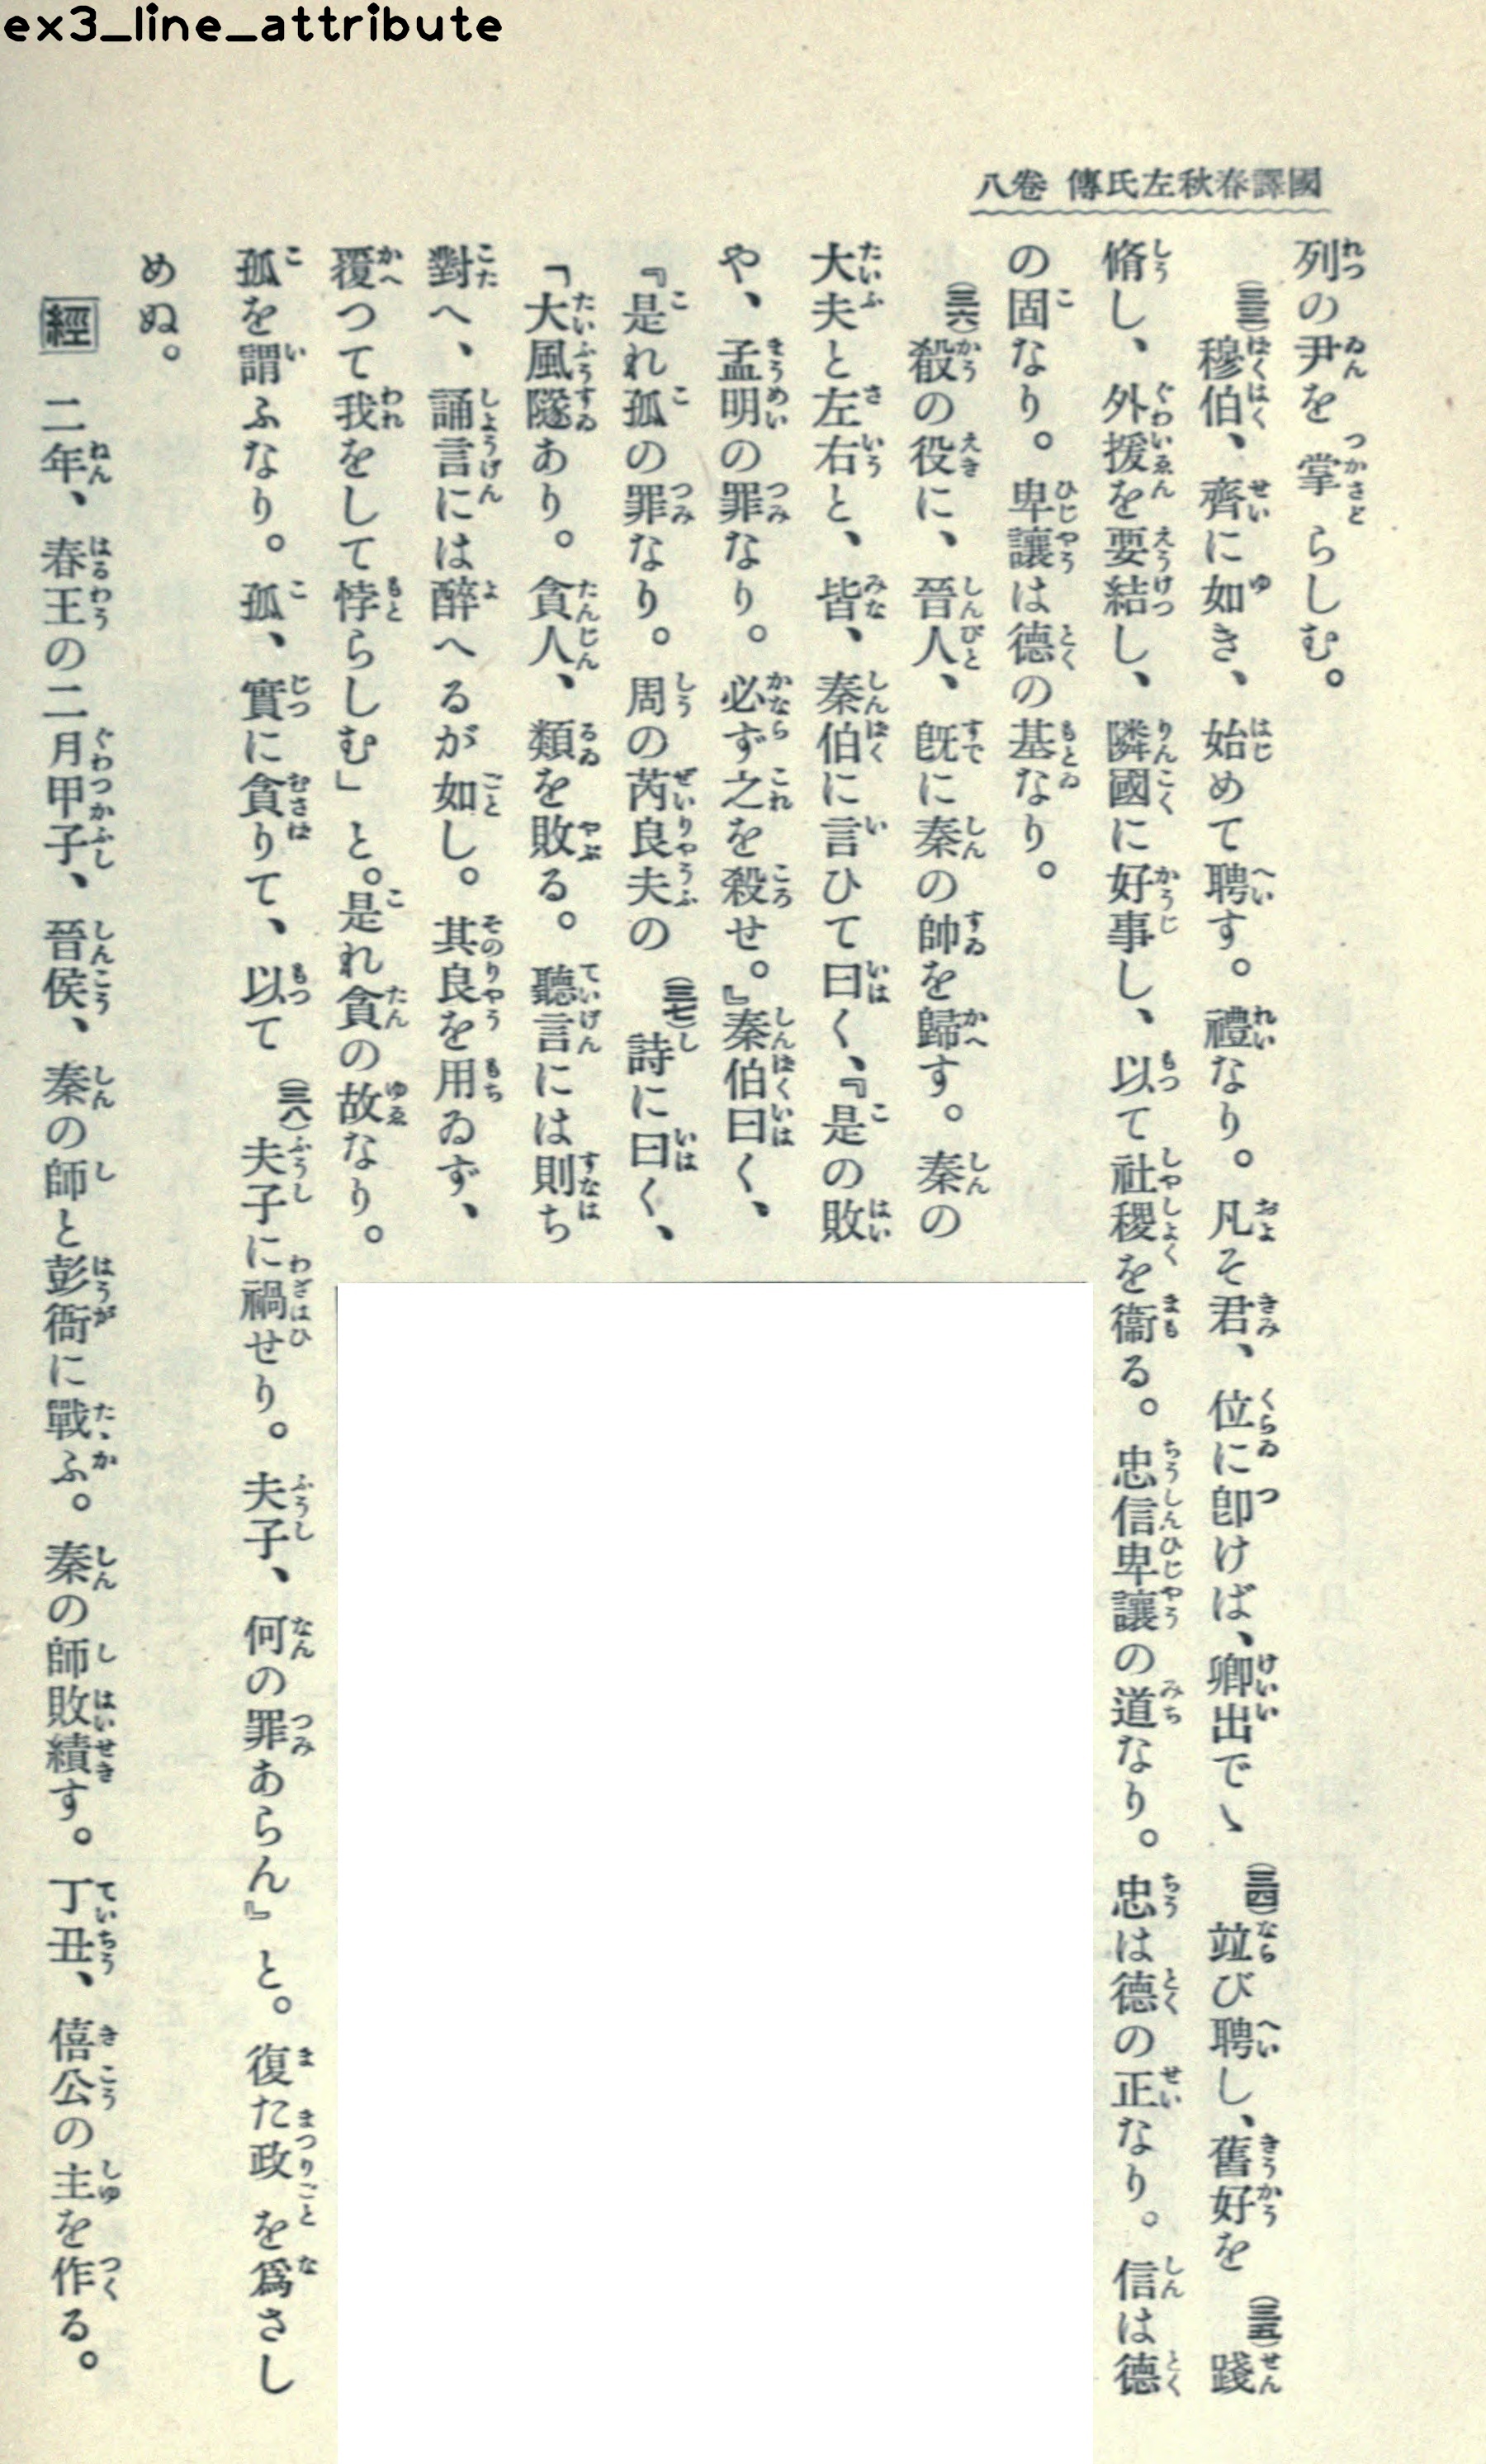 ex3_line_attribute
國譯春秋左氏傳 卷八
列の尹を掌らしむ。
(三三)穆伯、齊に如き、始めて聘す。禮なり。凡そ君、位に卽けば、卿出でゝ(三四)竝び聘し、舊好を(三五)踐
脩し、外援を要結し、隣國に好事し、以て社稷を衞る。忠信卑讓の道なり。忠は德の正なり。信は德
の固なり。卑讓は德の基なり。
(三六)殽の役に、晉人、旣に秦の帥を歸す。秦の
大夫と左右と、皆、秦伯に言ひて曰く、『是の敗
や、孟明の罪なり。必ず之を殺せ。』秦伯曰く、
『是れ孤の罪なり。周の芮良夫の(三七)詩に曰く、
「大風隧あり。貪人、類を敗る。聽言には則ち
對へ、誦言には醉へるが如し。其良を用ゐず、
覆つて我をして悖らしむ」と。是れ貪の故なり。
孤を謂ふなり。孤、實に貪りて、以て(三八)夫子に禍せり。夫子、何の罪あらん』と。復た政を爲さし
めぬ。
經 二年、春王の二月甲子、晉侯、秦の師と彭衙に戰ふ。秦の師敗績す。丁丑、僖公の主を作る。